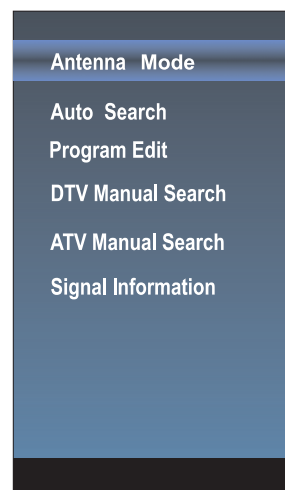 Antenna Mode
Auto Search
Program Edit
DTV Manual Search
ATV Manual Search
Signal Information